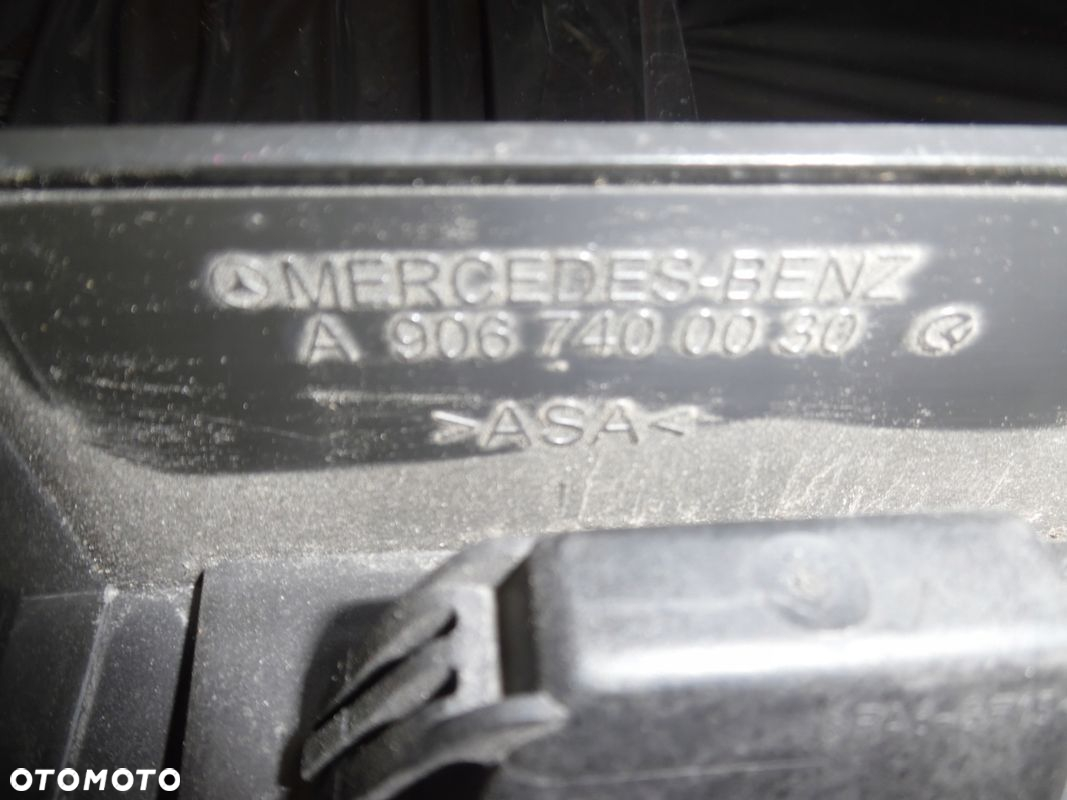 MERCEDES-BENZ
A 906 740 00 30
>ASA<
OTOMOTO